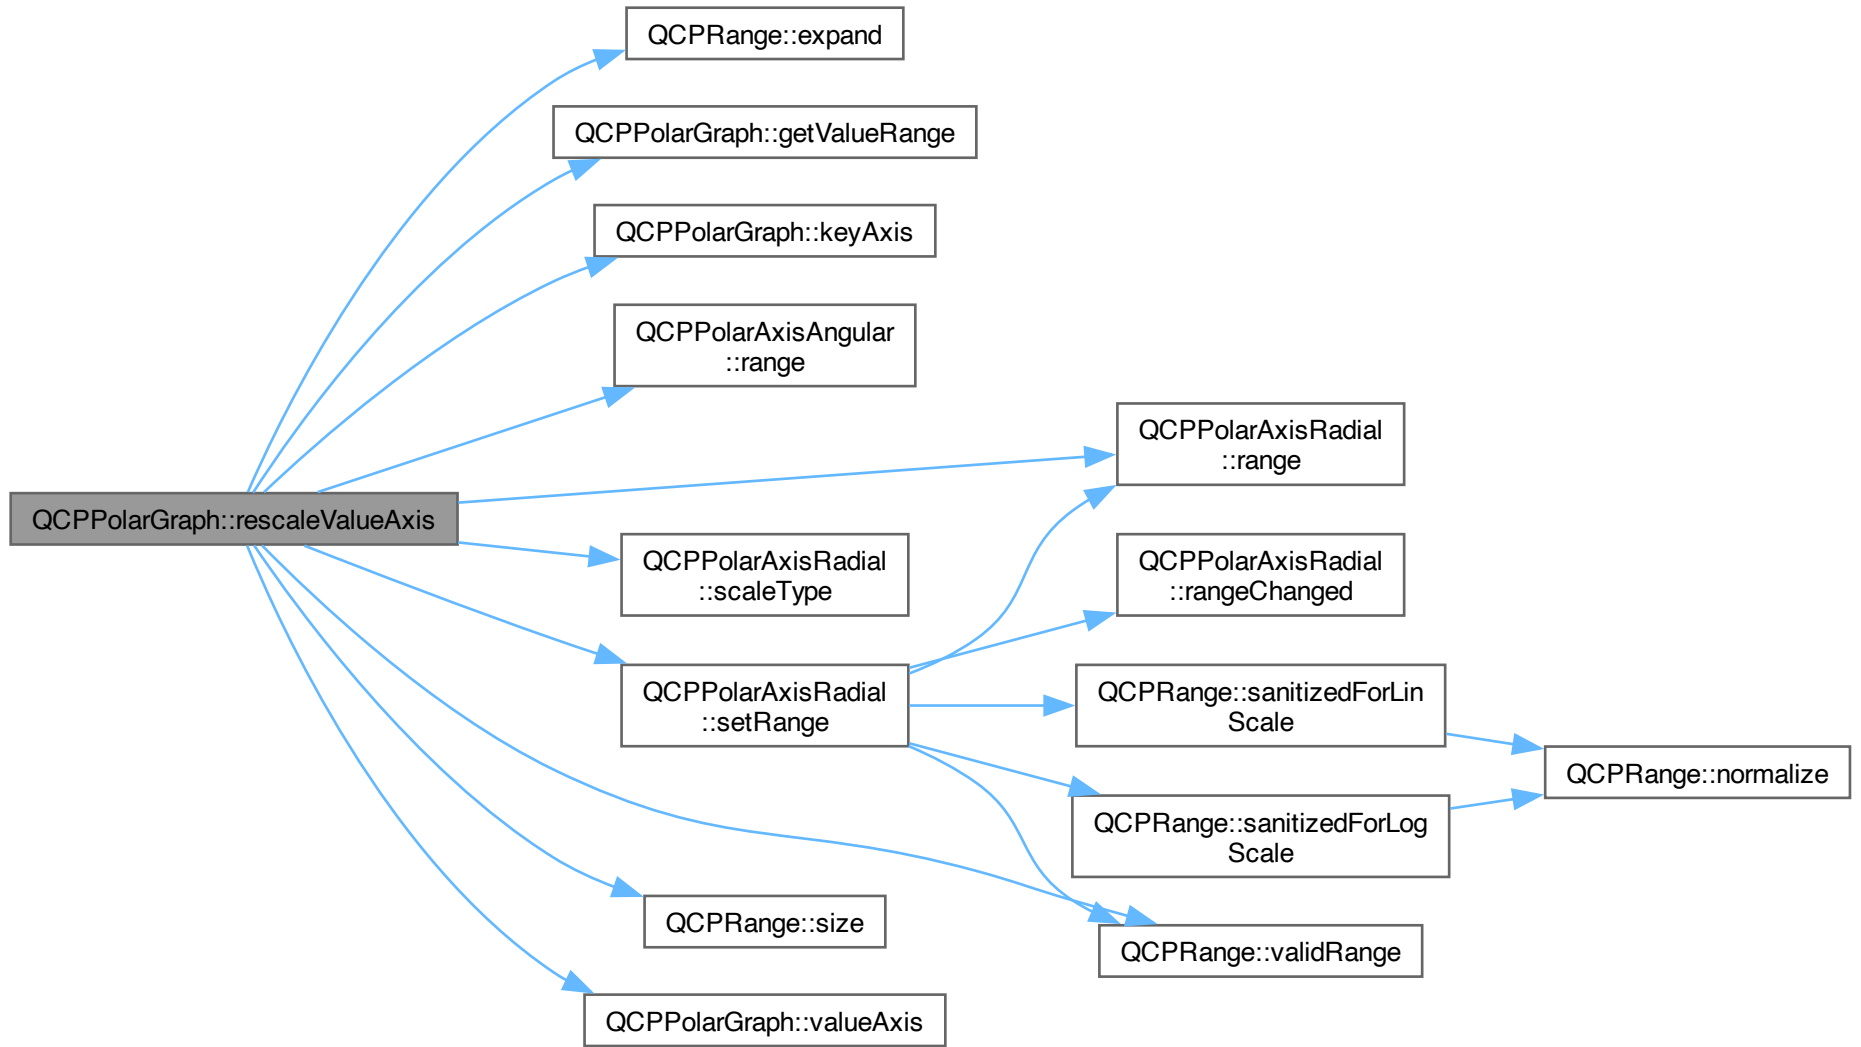 QCPRange::expand
QCPPolarGraph::getValueRange
QCPPolarGraph::keyAxis
QCPPolarAxisAngular
::range
QCPPolarAxisRadial
::range
QCPPolarGraph::rescaleValueAxis
QCPPolarAxisRadial
::scaleType
QCPPolarAxisRadial
::rangeChanged
QCPPolarAxisRadial
::setRange
QCPRange::sanitizedForLin
Scale
QCPRange::normalize
QCPRange::sanitizedForLog
Scale
QCPRange::size
QCPRange::validRange
QCPPolarGraph::valueAxis